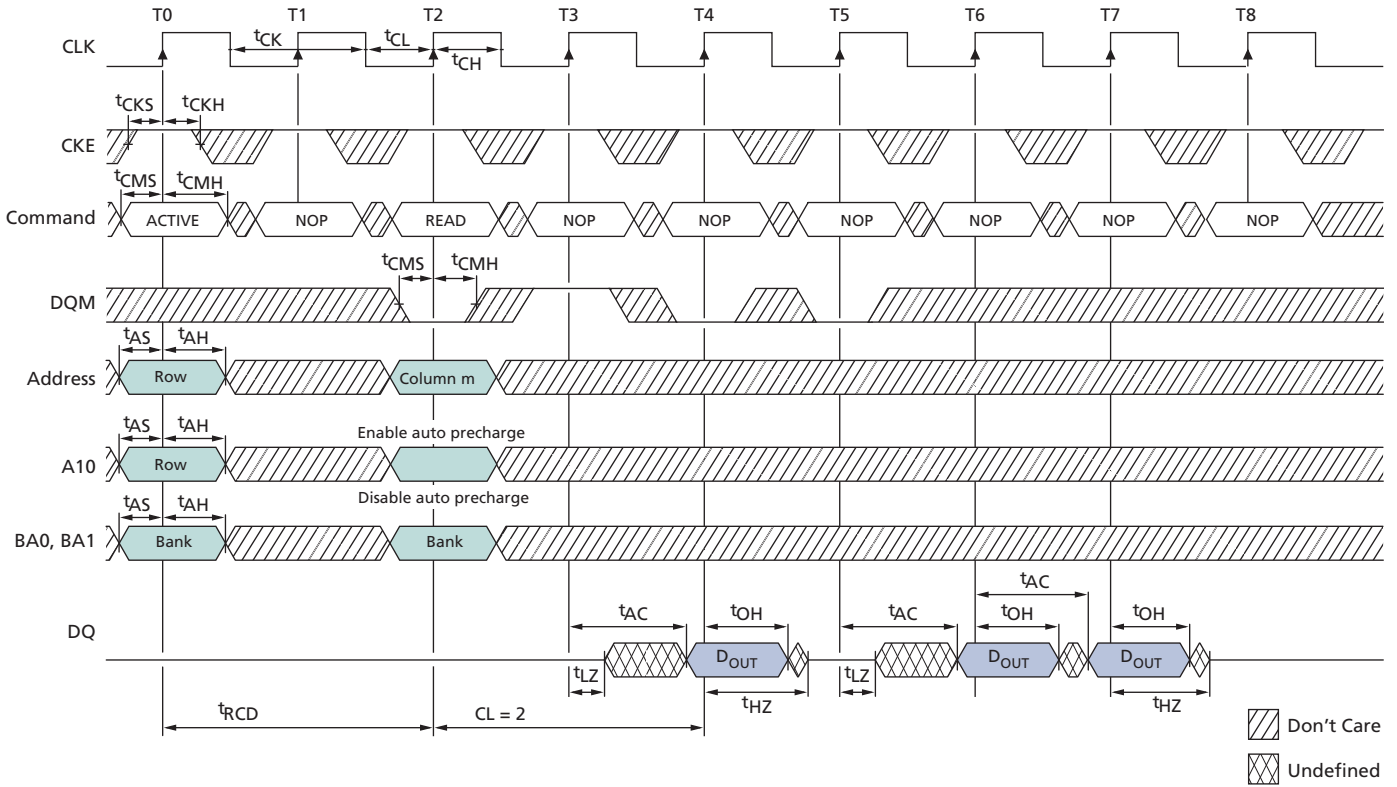 T0 T1 T2 T3 T4 T5 T6 T7 T8
CLK
tCK tCL
tCH
tCKS tCKH
CKE
tCMS tCMH
Command ACTIVE NOP READ NOP NOP NOP NOP NOP NOP
tCMS tCMH
DQM
tAS tAH
Address Row Column m
tAS tAH Enable auto precharge
A10 Row
tAS tAH Disable auto precharge
BA0, BA1 Bank Bank
tAC
tAC tOH tAC tOH tOH
DQ
DOUT DOUT DOUT
tLZ tLZ
tHZ tHZ
tRCD CL = 2
Don't Care
Undefined